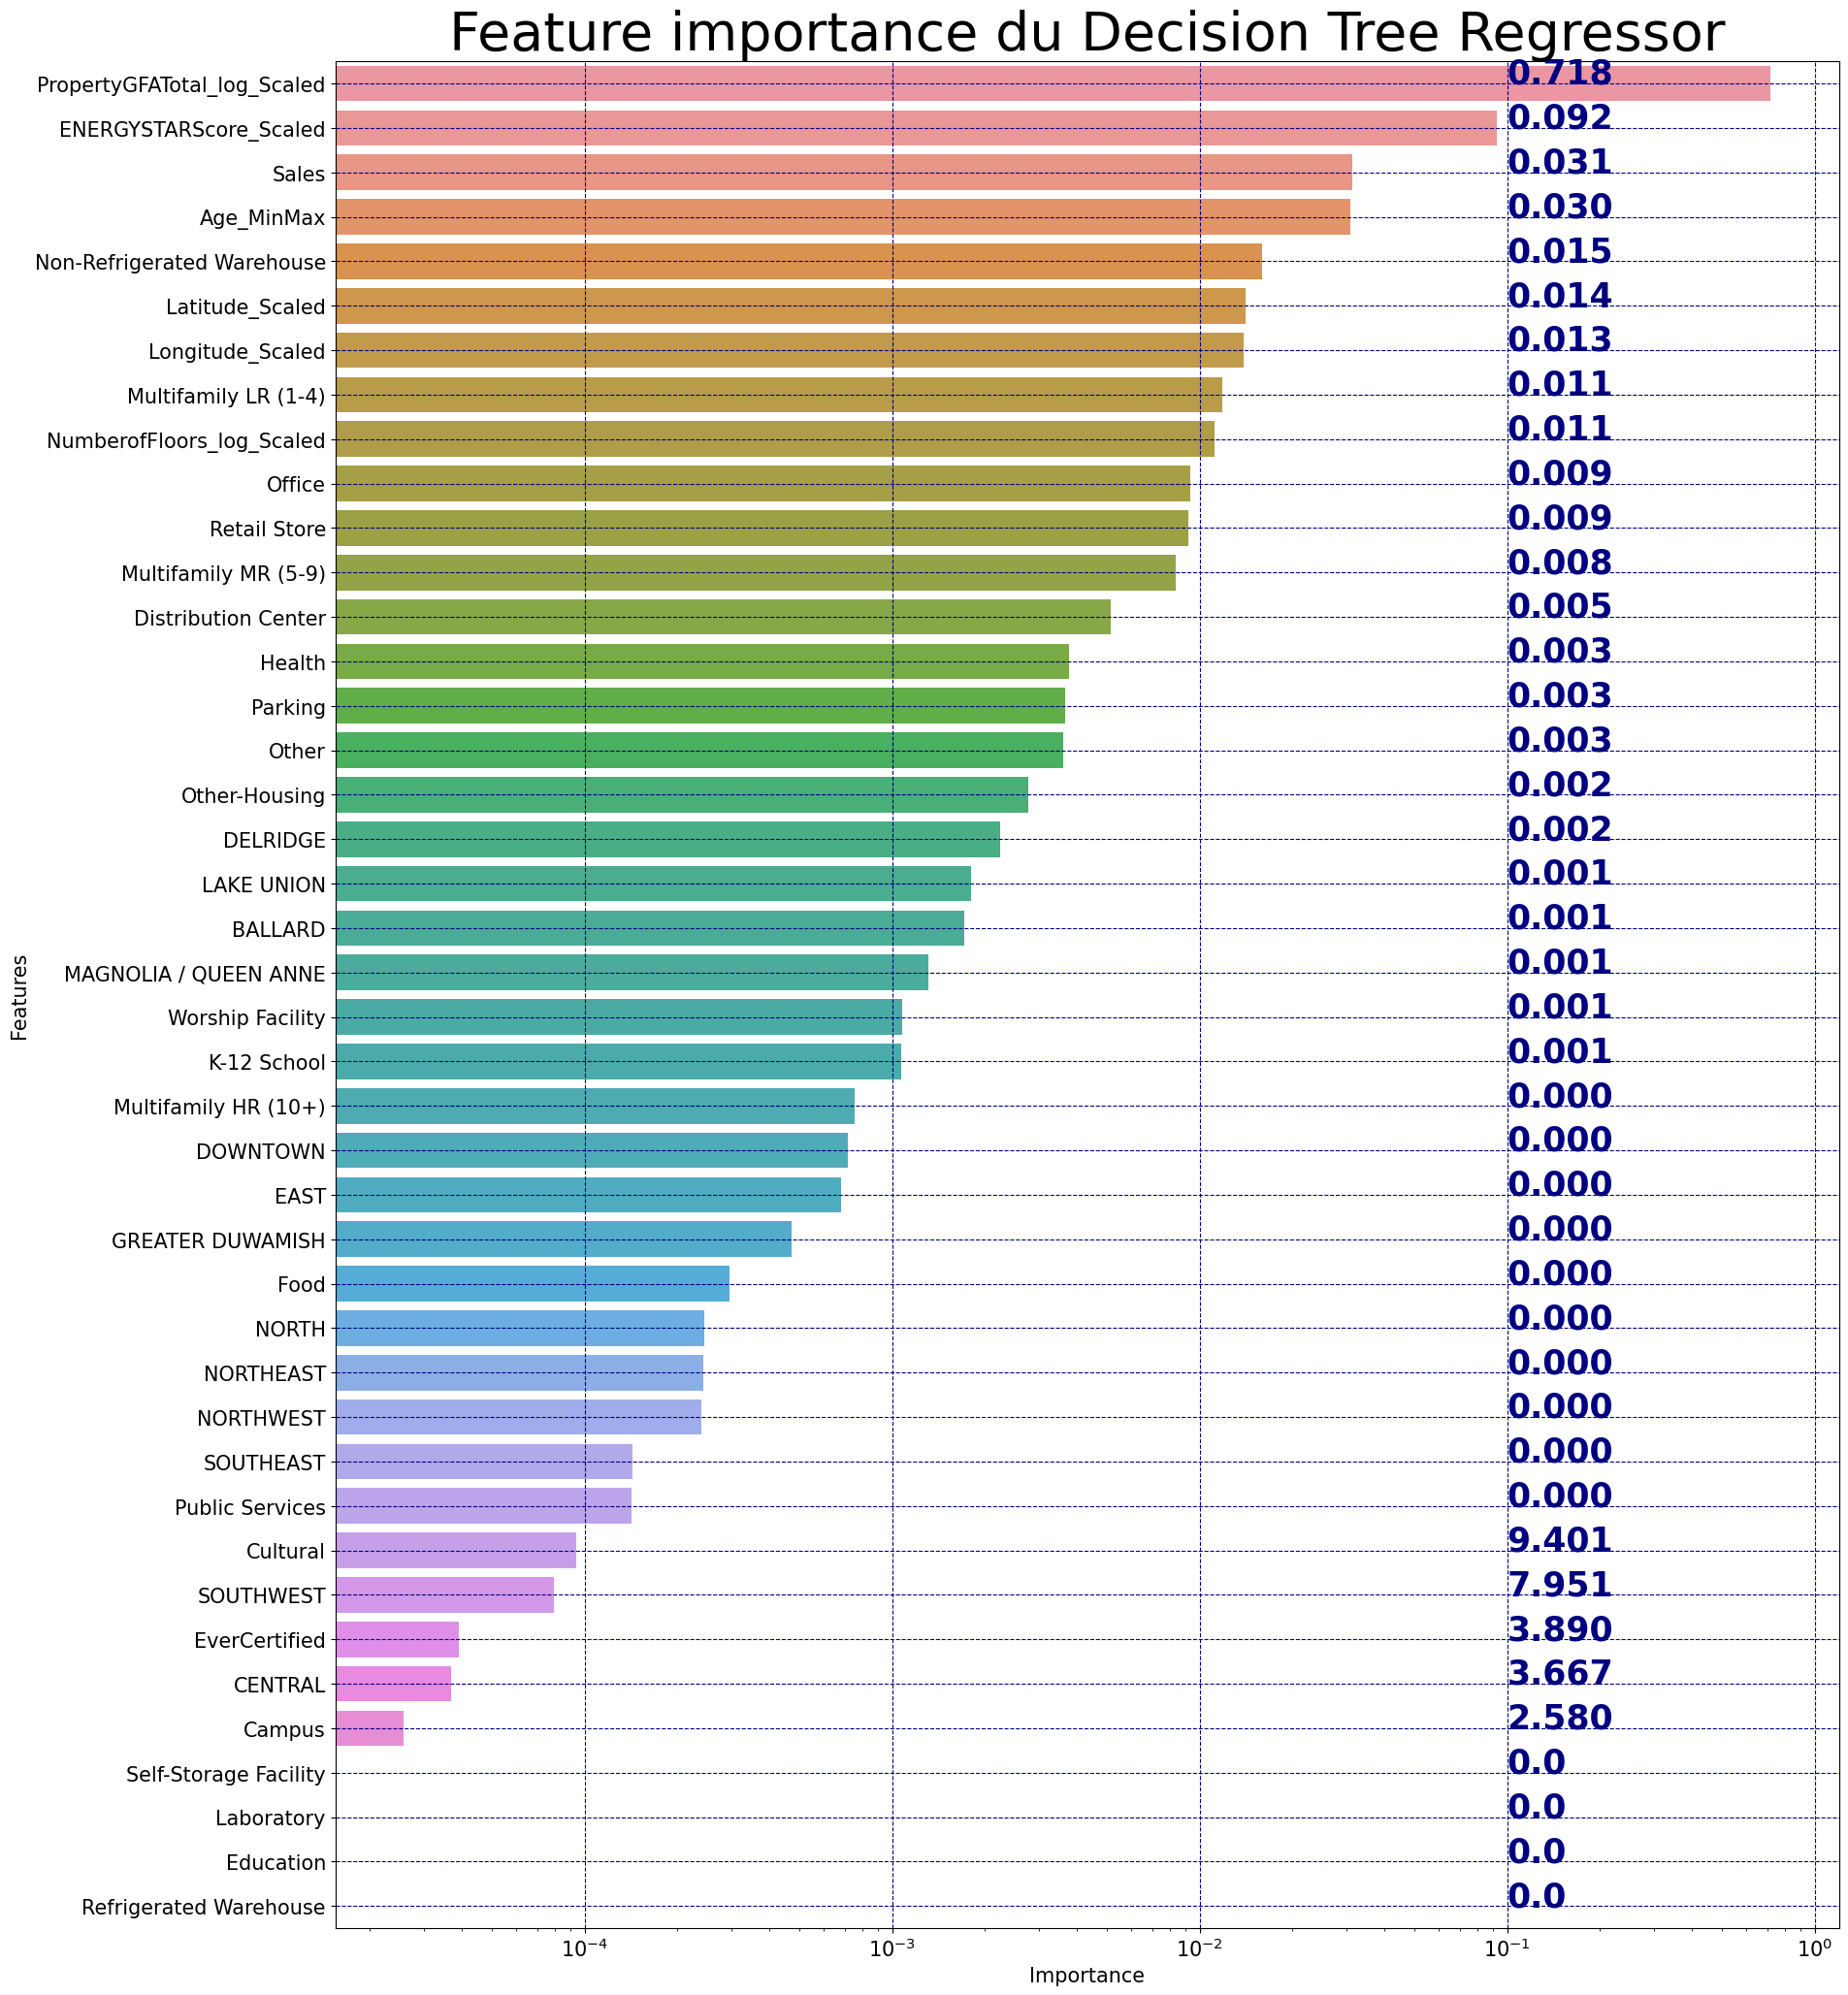 Feature importance du Decision Tree Regressor
PropertyGFATotal_log_Scaled 0.718
ENERGYSTARScore_Scaled 0.092
Sales 0.031
Age_MinMax 0.030
Non-Refrigerated Warehouse 0.015
Latitude_Scaled 0.014
Longitude_Scaled 0.013
Multifamily LR (1-4) 0.011
NumberofFloors_log_Scaled 0.011
Office 0.009
Retail Store 0.009
Multifamily MR (5-9) 0.008
Distribution Center 0.005
Health 0.003
Parking 0.003
Other 0.003
Other-Housing 0.002
DELRIDGE 0.002
LAKE UNION 0.001
BALLARD 0.001
MAGNOLIA / QUEEN ANNE 0.001
Worship Facility 0.001
K-12 School 0.001
Multifamily HR (10+) 0.000
DOWNTOWN 0.000
EAST 0.000
GREATER DUWAMISH 0.000
Food 0.000
NORTH 0.000
NORTHEAST 0.000
NORTHWEST 0.000
SOUTHEAST 0.000
Public Services 0.000
Cultural 9.401
SOUTHWEST 7.951
EverCertified 3.890
CENTRAL 3.667
Campus 2.580
Self-Storage Facility 0.0
Laboratory 0.0
Education 0.0
Refrigerated Warehouse 0.0
Features
10⁻⁴ 10⁻³ 10⁻² 10⁻¹ 10⁰
Importance